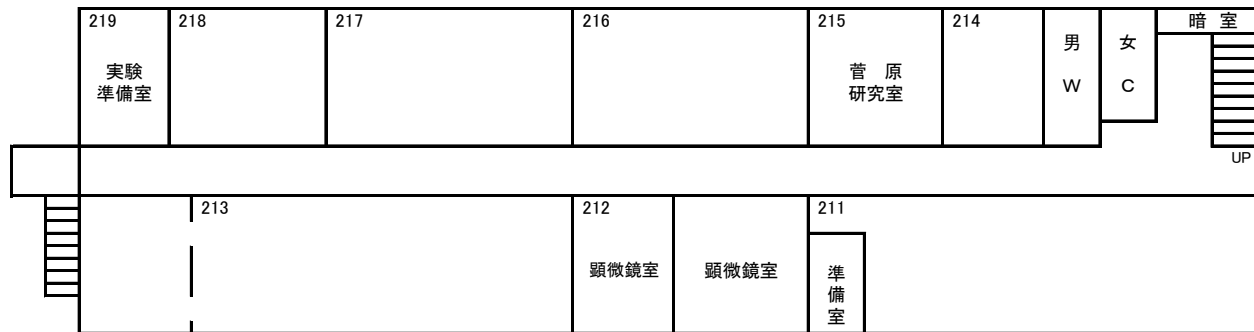 219
実験
準備室
218
217
216
215
菅 原
研究室
214
男
W
女
C
暗 室
UP
213
212
顕微鏡室
顕微鏡室
211
準
備
室